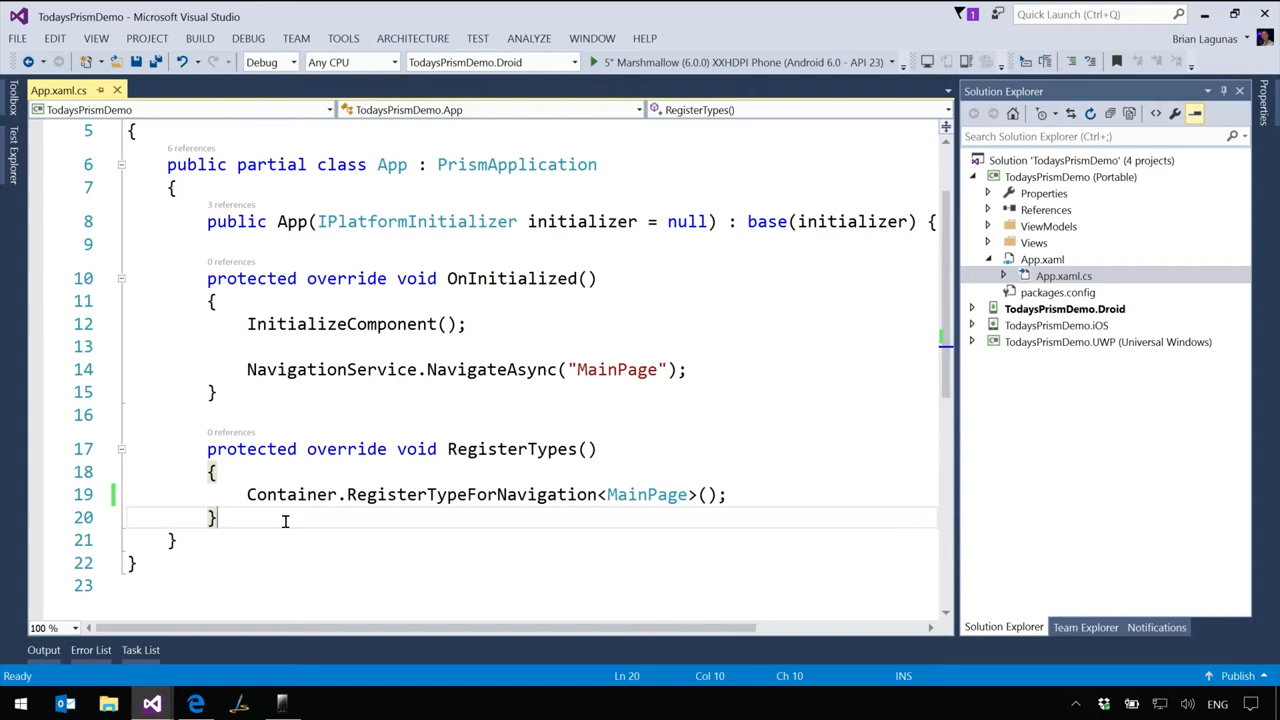 TodaysPrismDemo - Microsoft Visual Studio
1
Quick Launch (Ctrl+Q)
FILE EDIT VIEW PROJECT BUILD DEBUG TEAM TOOLS ARCHITECTURE TEST ANALYZE WINDOW HELP
Brian Lagunas
Debug Any CPU TodaysPrismDemo.Droid 5" Marshmallow (6.0.0) XXHDPI Phone (Android 6.0 - API 23)
Toolbox
Test Explorer
App.xaml.cs
TodaysPrismDemo TodaysPrismDemo.App RegisterTypes()
5 {
6 references
6 public partial class App : PrismApplication
7 {
3 references
8 public App(IPlatformInitializer initializer = null) : base(initializer) {
9
0 references
10 protected override void OnInitialized()
11 {
12 InitializeComponent();
13
14 NavigationService.NavigateAsync("MainPage");
15 }
16
0 references
17 protected override void RegisterTypes()
18 {
19 Container.RegisterTypeForNavigation<MainPage>();
20 }
21 }
22 }
23
100 %
Solution Explorer
Search Solution Explorer (Ctrl+;)
Solution 'TodaysPrismDemo' (4 projects)
TodaysPrismDemo (Portable)
Properties
References
ViewModels
Views
App.xaml
App.xaml.cs
packages.config
TodaysPrismDemo.Droid
TodaysPrismDemo.iOS
TodaysPrismDemo.UWP (Universal Windows)
Solution Explorer Team Explorer Notifications
Properties
Output Error List Task List
Ready Ln 20 Col 10 Ch 10 INS Publish
ENG